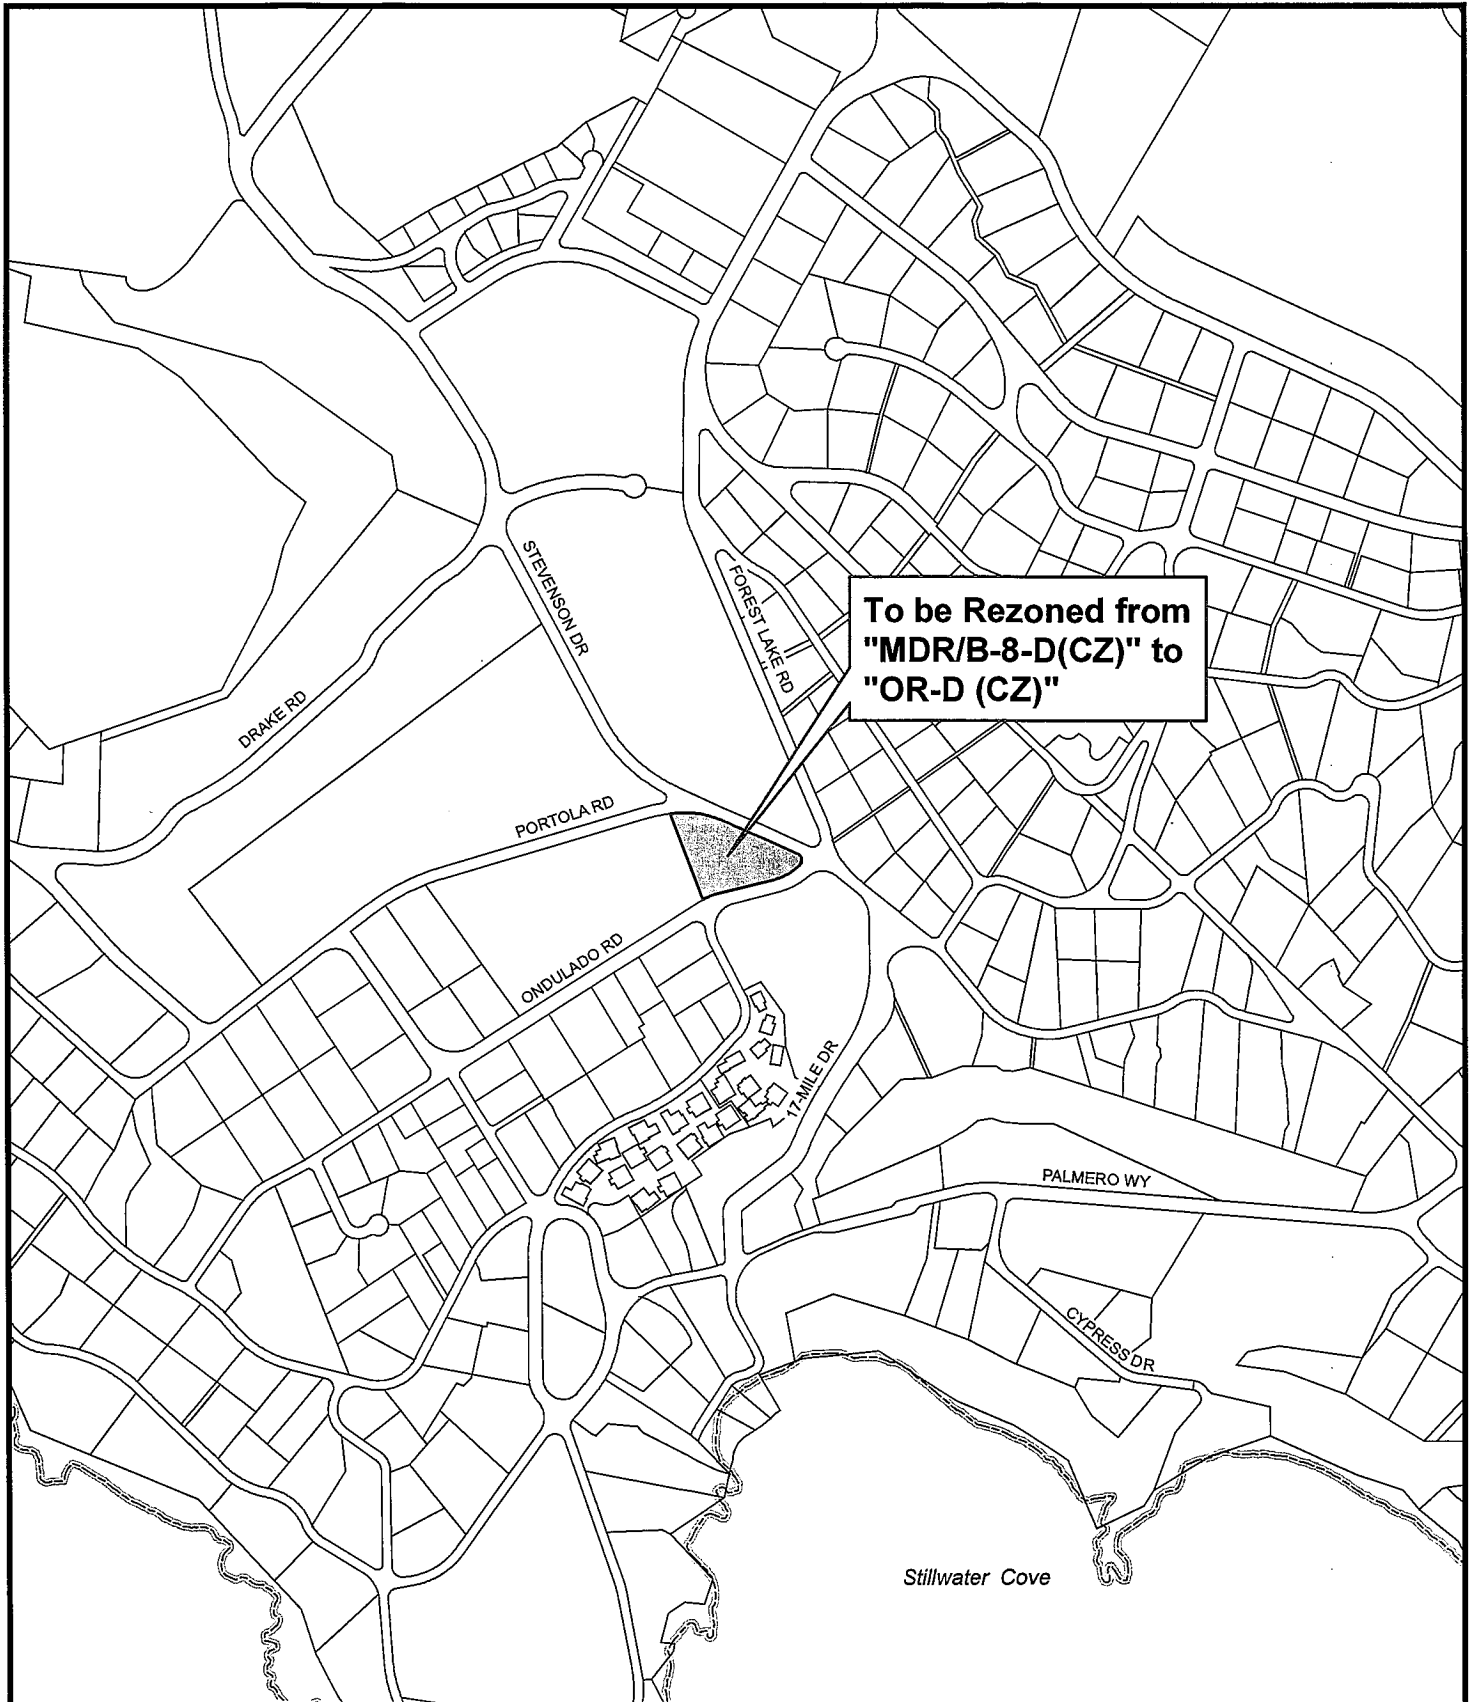 STEVENSON DR
FOREST LAKE RD
To be Rezoned from
"MDR/B-8-D(CZ)" to
"OR-D (CZ)"
DRAKE RD
PORTOLA RD
ONDULADO RD
17-MILE DR
PALMERO WY
CYPRESS DR
Stillwater Cove